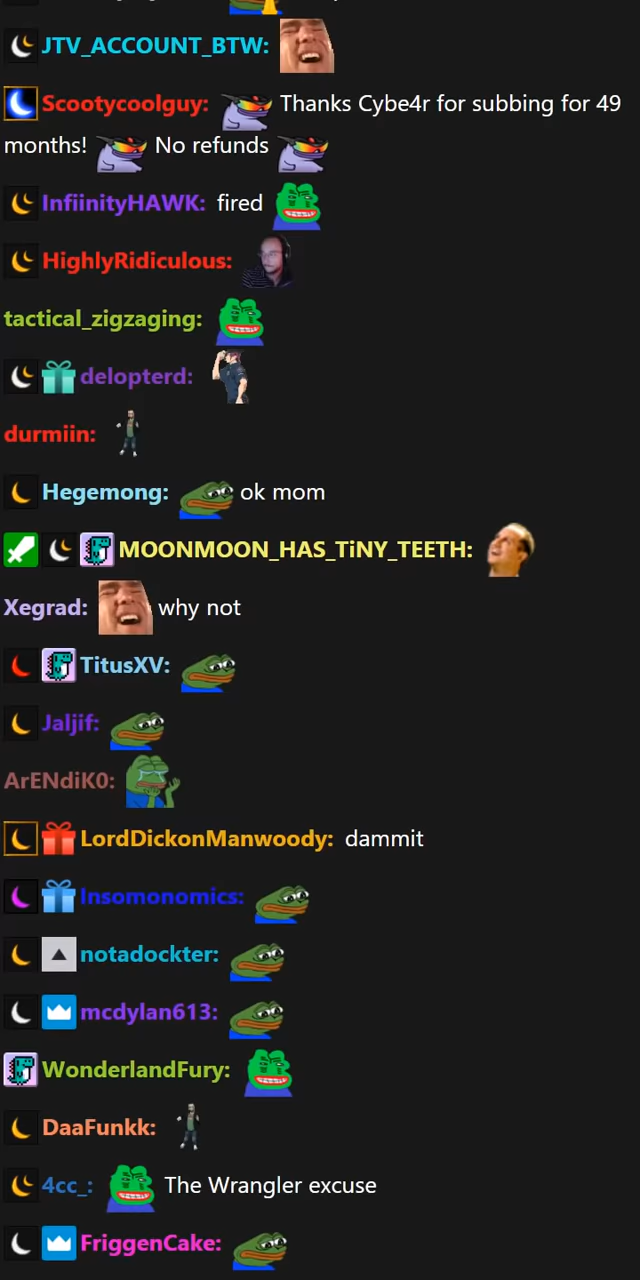 JTV_ACCOUNT_BTW:
Scootycoolguy: Thanks Cybe4r for subbing for 49
months! No refunds
InfiinityHAWK: fired
HighlyRidiculous:
tactical_zigzaging:
delopterd:
durmiin:
Hegemong: ok mom
MOONMOON_HAS_TiNY_TEETH:
Xegrad: why not
TitusXV:
Jaljif:
ArENdiK0:
LordDickonManwoody: dammit
Insomonomics:
notadockter:
mcdylan613:
WonderlandFury:
DaaFunkk:
4cc_: The Wrangler excuse
FriggenCake: